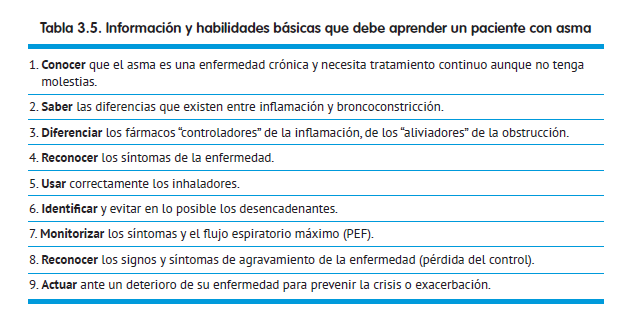 Tabla 3.5. Información y habilidades básicas que debe aprender un paciente con asma
1. Conocer que el asma es una enfermedad crónica y necesita tratamiento continuo aunque no tenga
molestias.
2. Saber las diferencias que existen entre inflamación y broncoconstricción.
3. Diferenciar los fármacos “controladores” de la inflamación, de los “aliviadores” de la obstrucción.
4. Reconocer los síntomas de la enfermedad.
5. Usar correctamente los inhaladores.
6. Identificar y evitar en lo posible los desencadenantes.
7. Monitorizar los síntomas y el flujo espiratorio máximo (PEF).
8. Reconocer los signos y síntomas de agravamiento de la enfermedad (pérdida del control).
9. Actuar ante un deterioro de su enfermedad para prevenir la crisis o exacerbación.